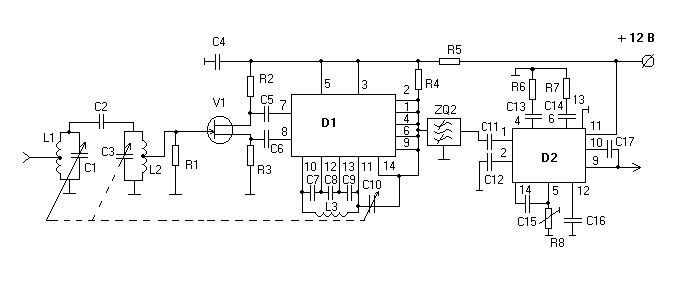 + 12 B
C4
R5
R2
R4
R6
R7
5
3
2
C13
C14
13
V1
C5
7
1
ZQ2
C2
D1
4
4
6
11
L1
8
6
C11
1
10
C17
C3
C6
9
2
D2
9
C1
L2
R1
R3
10
12
13
11
14
C12
C7
C8
C9
C10
14
5
12
L3
C15
C16
R8